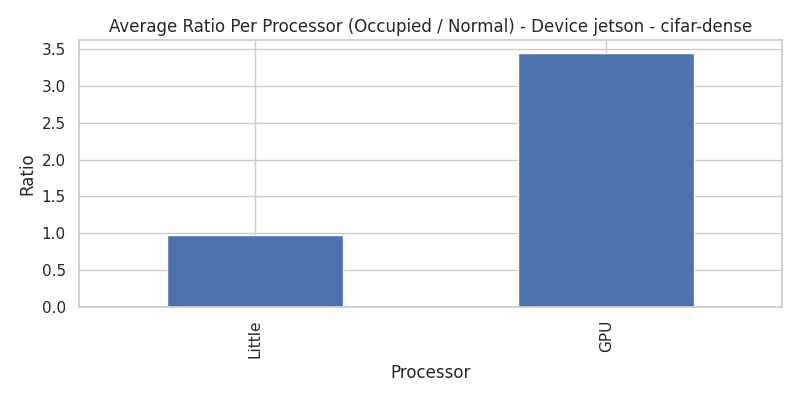 Average Ratio Per Processor (Occupied / Normal) - Device jetson - cifar-dense
3.5
3.0
2.5
2.0
1.5
1.0
0.5
0.0
Ratio
Little
GPU
Processor